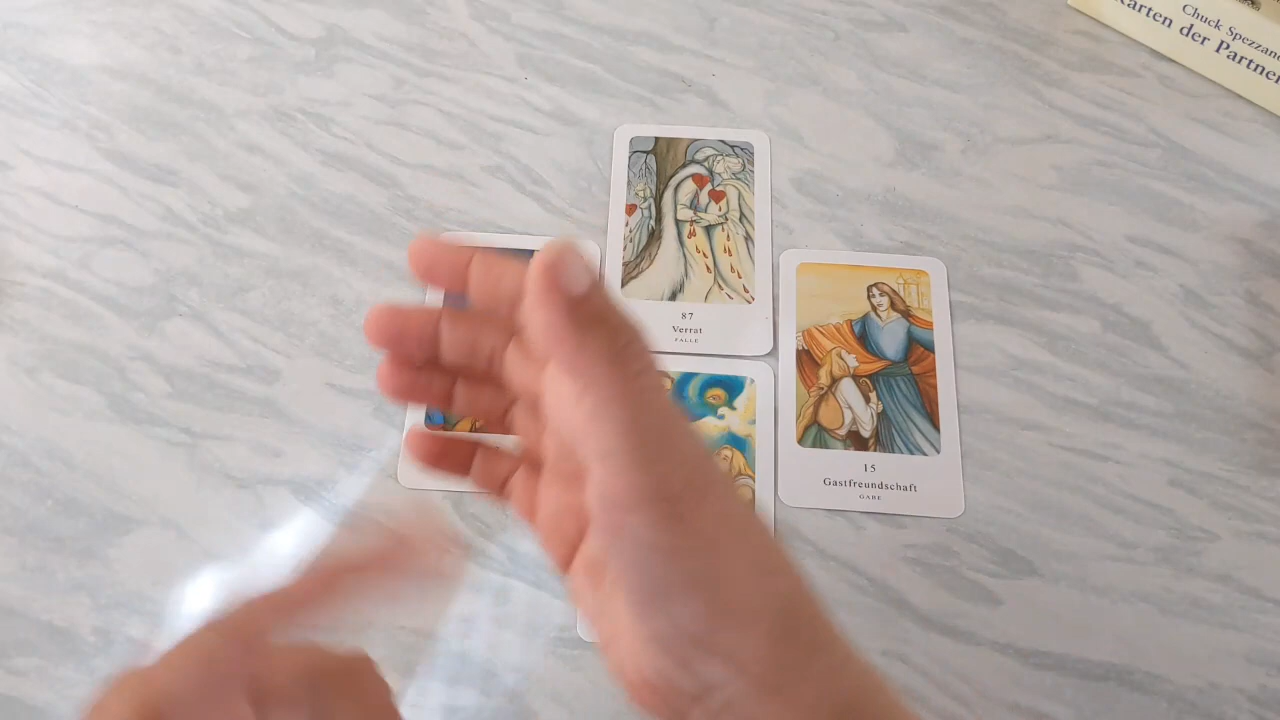 Chuck Spezzano
Karten der Partner
87
Verrat
FALLE
15
Gastfreundschaft
GABE